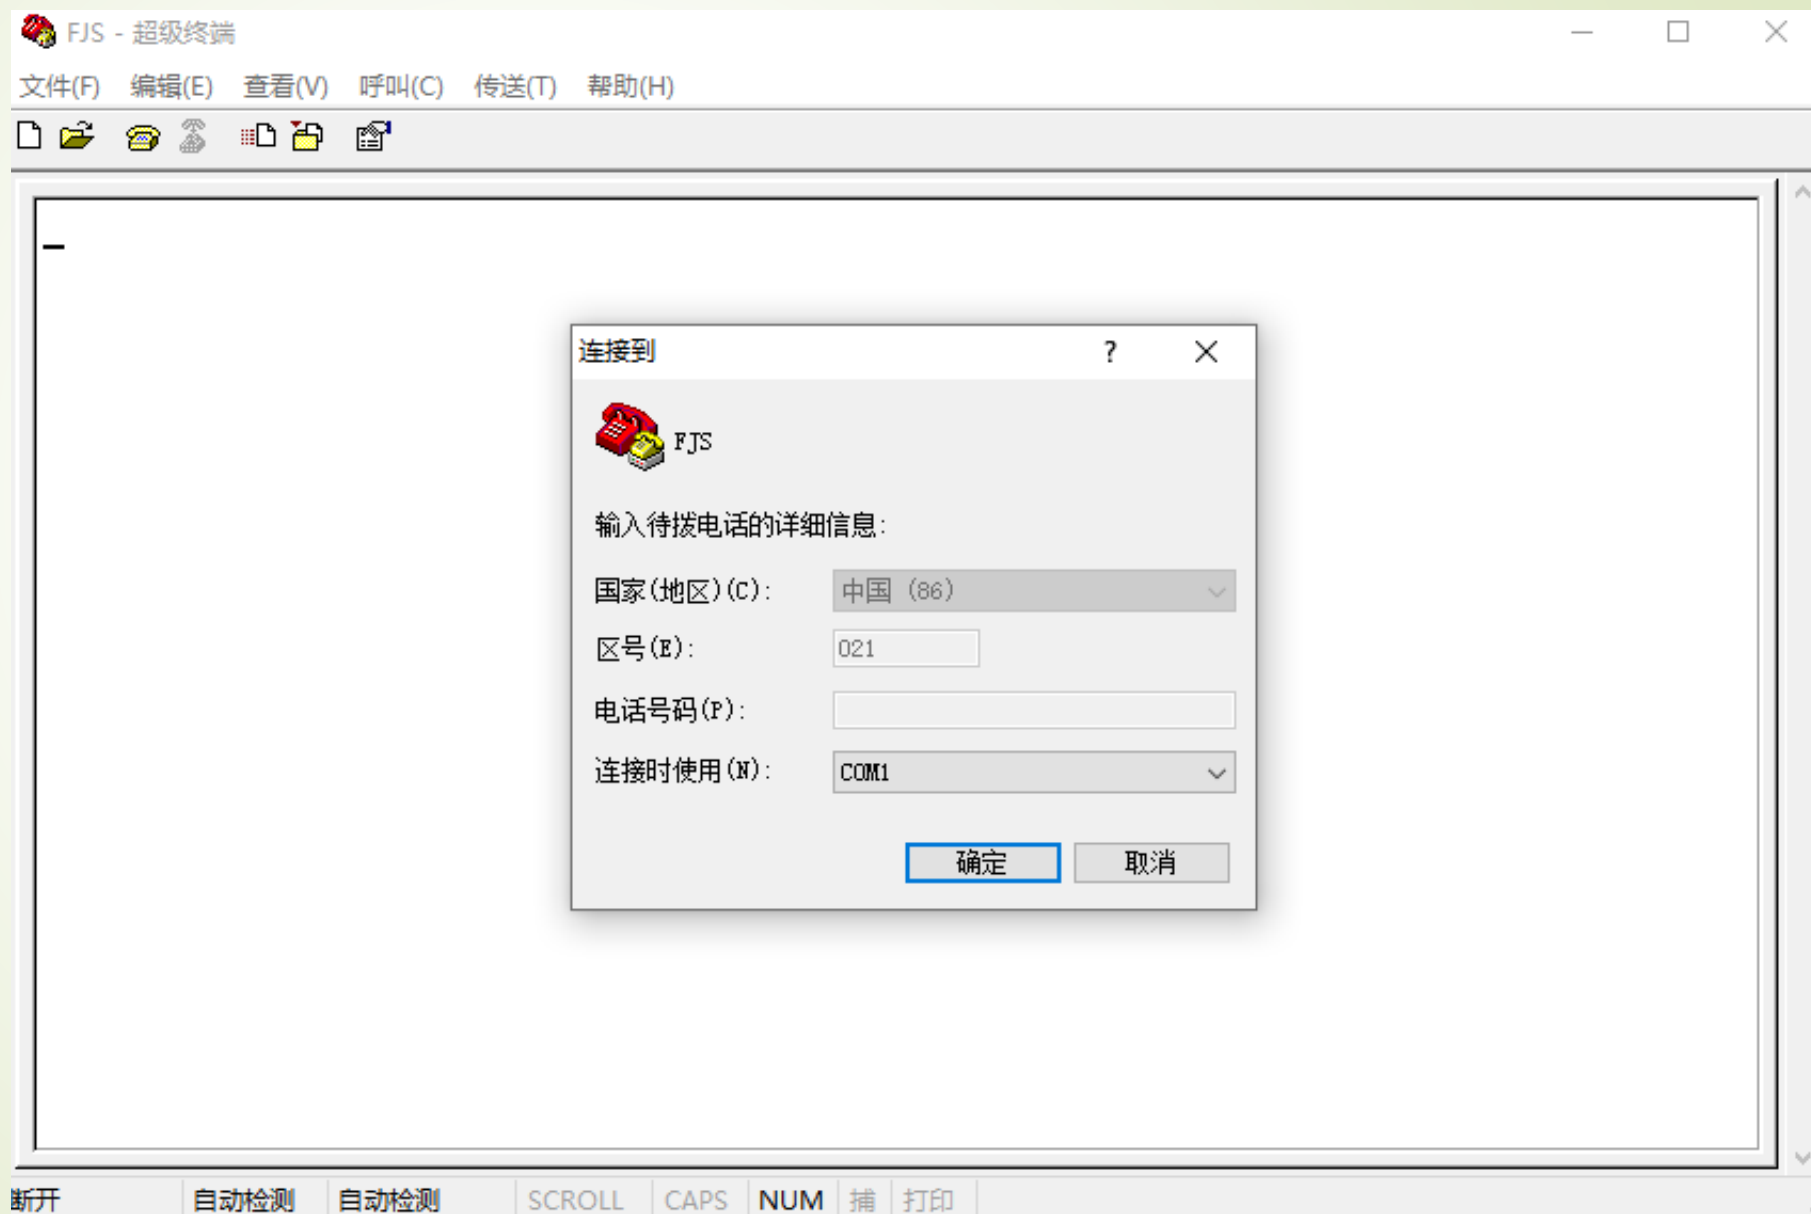 FJS - 超级终端
文件(F) 编辑(E) 查看(V) 呼叫(C) 传送(T) 帮助(H)
连接到 ?
FJS
输入待拨电话的详细信息:
国家(地区)(C): 中国 (86)
区号(E): 021
电话号码(P):
连接时使用(N): COM1
确定 取消
断开 自动检测 自动检测 SCROLL CAPS NUM 捕 打印